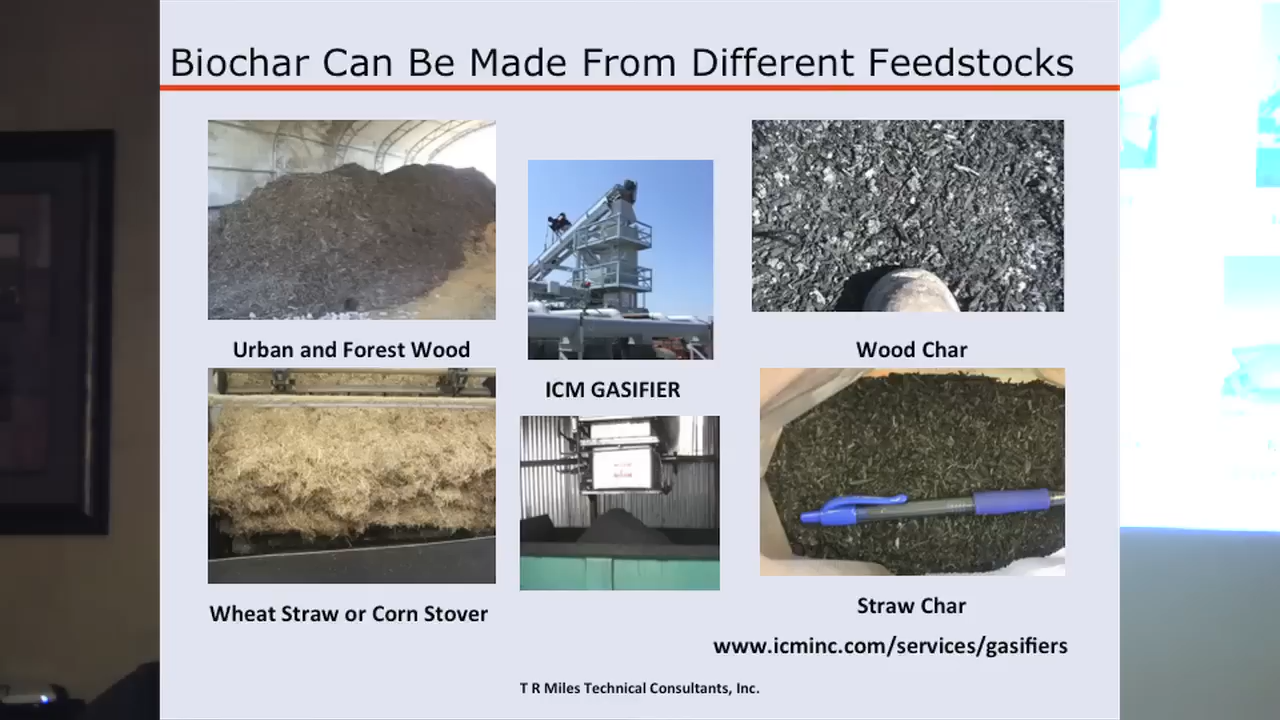 Biochar Can Be Made From Different Feedstocks
Urban and Forest Wood
ICM GASIFIER
Wood Char
Wheat Straw or Corn Stover
Straw Char
www.icminc.com/services/gasifiers
T R Miles Technical Consultants, Inc.